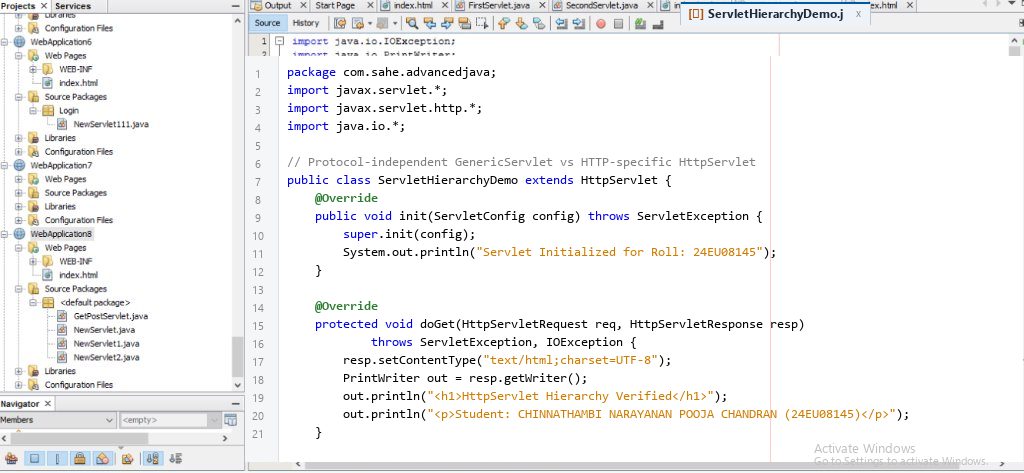 Projects × Services
Libraries
Configuration Files
WebApplication6
Web Pages
WEB-INF
index.html
Source Packages
Login
NewServlet111.java
Libraries
Configuration Files
WebApplication7
Web Pages
Source Packages
Libraries
Configuration Files
WebApplication8
Web Pages
WEB-INF
index.html
Source Packages
<default package>
GetPostServlet.java
NewServlet.java
NewServlet1.java
NewServlet2.java
Libraries
Configuration Files
Navigator ×
Members <empty>
Output × Start Page × index.html × FirstServlet.java × SecondServlet.java × ex.html ×
[] ServletHierarchyDemo.j x
Source History
1 import java.io.IOException;
2 import java.io.PrintWriter;
1 package com.sahe.advancedjava;
2 import javax.servlet.*;
3 import javax.servlet.http.*;
4 import java.io.*;
5
6 // Protocol-independent GenericServlet vs HTTP-specific HttpServlet
7 public class ServletHierarchyDemo extends HttpServlet {
8 @Override
9 public void init(ServletConfig config) throws ServletException {
10 super.init(config);
11 System.out.println("Servlet Initialized for Roll: 24EU08145");
12 }
13
14 @Override
15 protected void doGet(HttpServletRequest req, HttpServletResponse resp)
16 throws ServletException, IOException {
17 resp.setContentType("text/html;charset=UTF-8");
18 PrintWriter out = resp.getWriter();
19 out.println("<h1>HttpServlet Hierarchy Verified</h1>");
20 out.println("<p>Student: CHINNATHAMBI NARAYANAN POOJA CHANDRAN (24EU08145)</p>");
21 }
Activate Windows
Go to Settings to activate Windows.